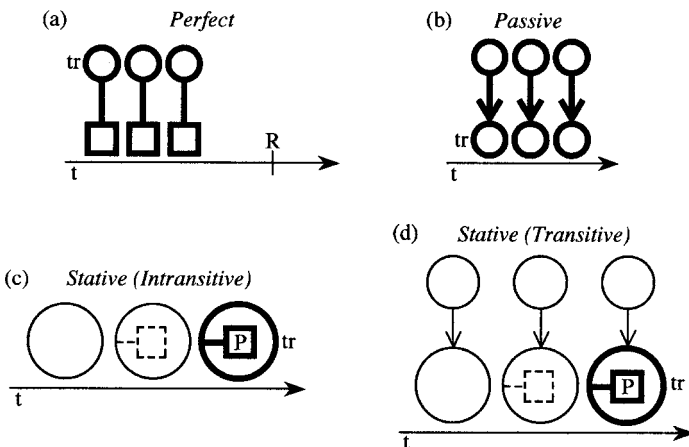 (a) Perfect
tr
R
t
(b) Passive
tr
t
(c) Stative (Intransitive)
P tr
t
(d) Stative (Transitive)
P tr
t